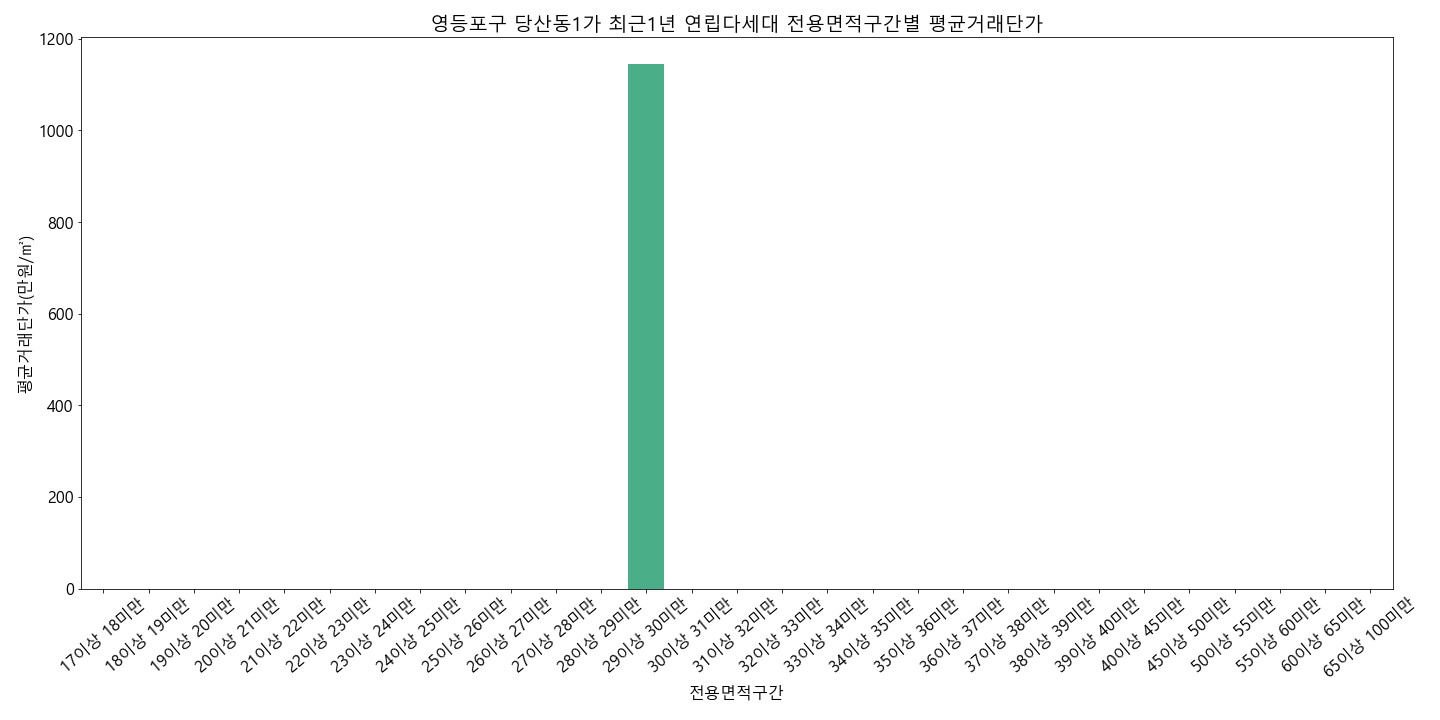 영등포구 당산동1가 최근1년 연립다세대 전용면적구간별 평균거래단가
평균거래단가(만원/㎡)
1200
1000
800
600
400
200
0
17이상 18미만
18이상 19미만
19이상 20미만
20이상 21미만
21이상 22미만
22이상 23미만
23이상 24미만
24이상 25미만
25이상 26미만
26이상 27미만
27이상 28미만
28이상 29미만
29이상 30미만
30이상 31미만
31이상 32미만
32이상 33미만
33이상 34미만
34이상 35미만
35이상 36미만
36이상 37미만
37이상 38미만
38이상 39미만
39이상 40미만
40이상 45미만
45이상 50미만
50이상 55미만
55이상 60미만
60이상 65미만
65이상 100미만
전용면적구간